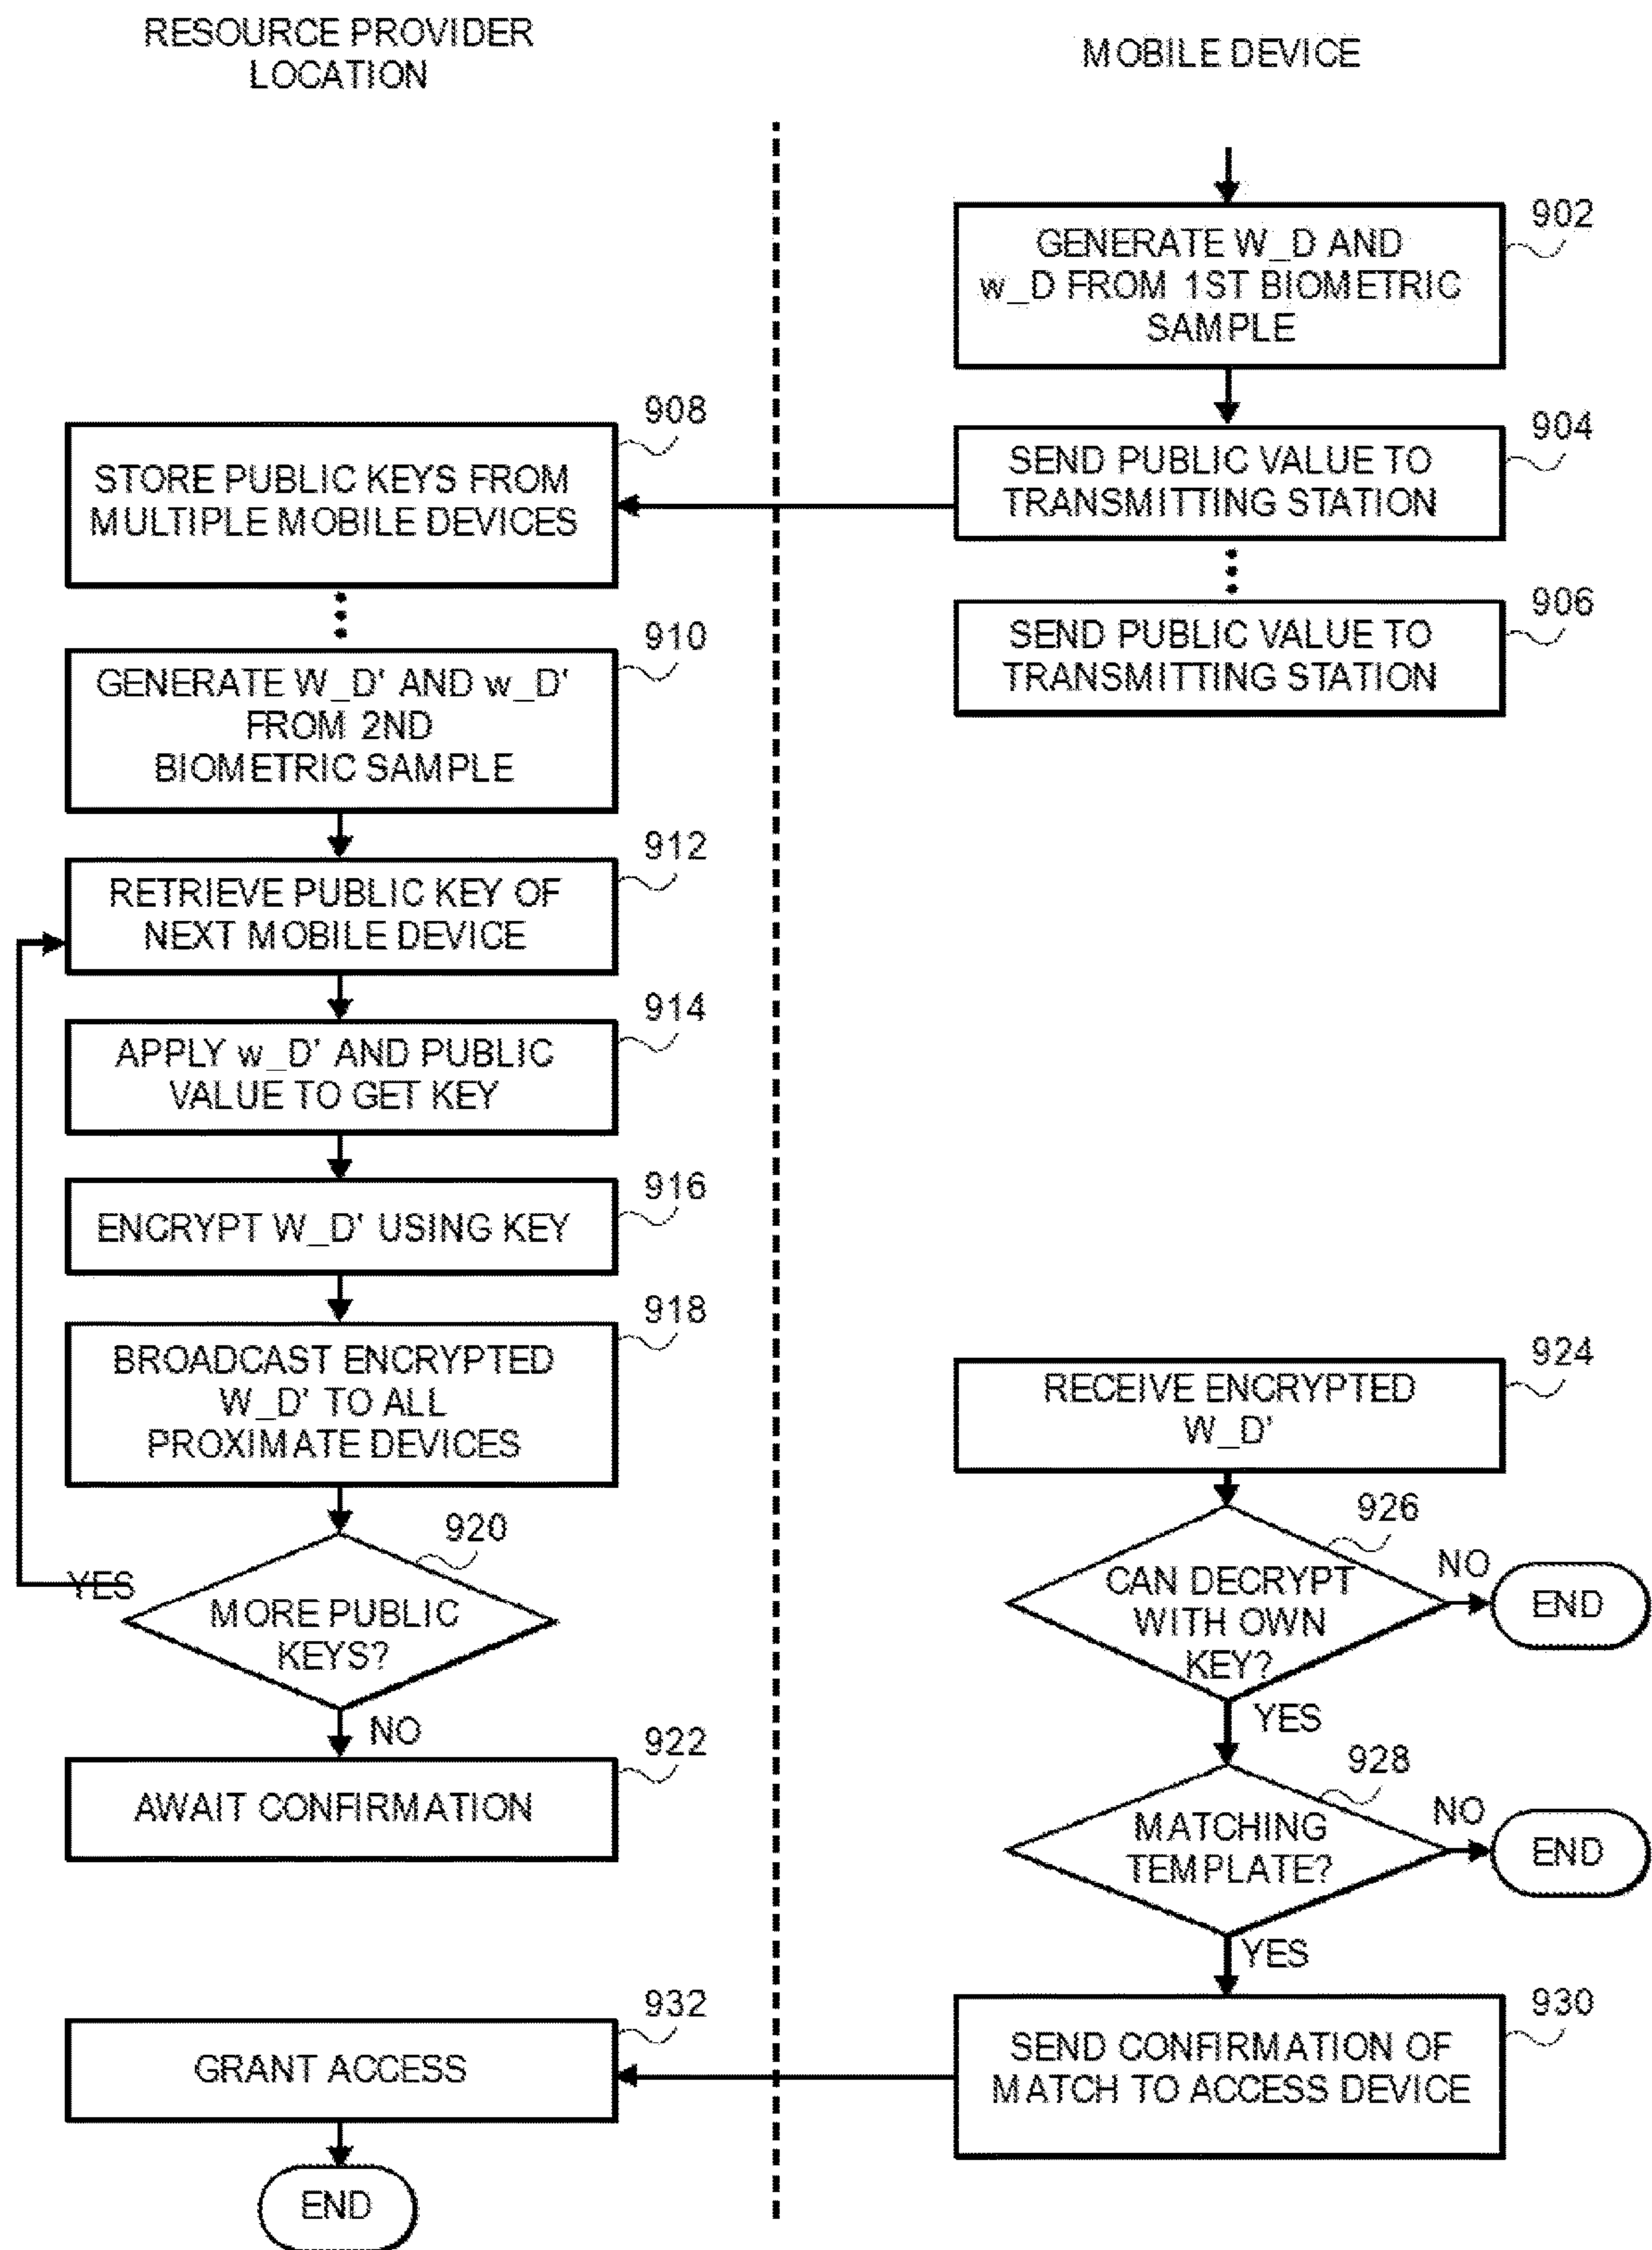 RESOURCE PROVIDER
LOCATION
MOBILE DEVICE
902
GENERATE W_D AND
w_D FROM 1ST BIOMETRIC
SAMPLE
904
SEND PUBLIC VALUE TO
TRANSMITTING STATION
906
SEND PUBLIC VALUE TO
TRANSMITTING STATION
908
STORE PUBLIC KEYS FROM
MULTIPLE MOBILE DEVICES
910
GENERATE W_D' AND w_D'
FROM 2ND
BIOMETRIC SAMPLE
912
RETRIEVE PUBLIC KEY OF
NEXT MOBILE DEVICE
914
APPLY w_D' AND PUBLIC
VALUE TO GET KEY
916
ENCRYPT W_D' USING KEY
918
BROADCAST ENCRYPTED
W_D' TO ALL
PROXIMATE DEVICES
920
YES
MORE PUBLIC
KEYS?
NO
922
AWAIT CONFIRMATION
924
RECEIVE ENCRYPTED
W_D'
926
CAN DECRYPT
WITH OWN
KEY?
NO
END
YES
928
MATCHING
TEMPLATE?
NO
END
YES
930
SEND CONFIRMATION OF
MATCH TO ACCESS DEVICE
932
GRANT ACCESS
END